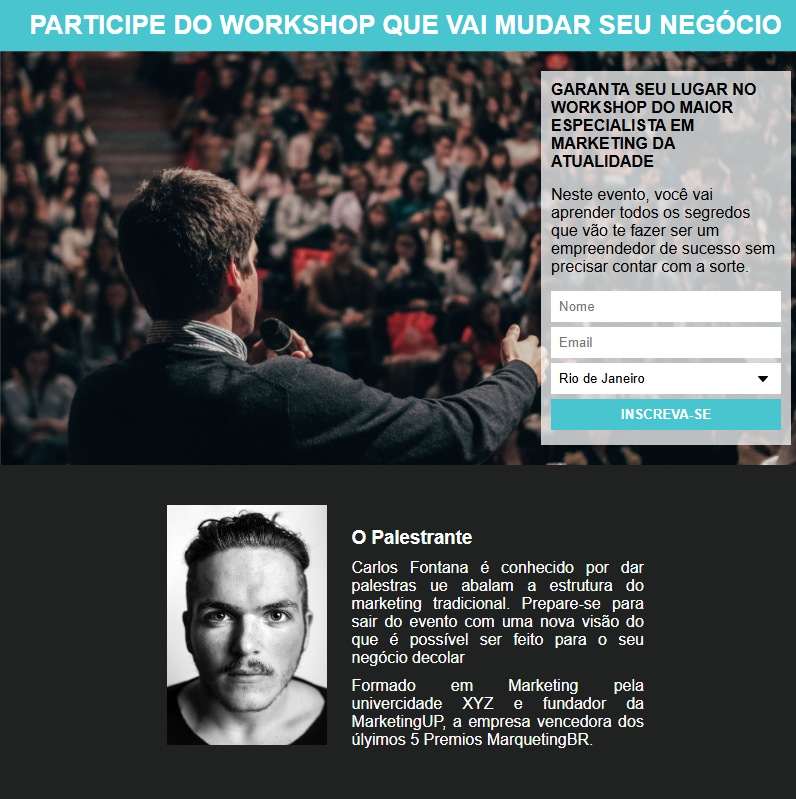 PARTICIPE DO WORKSHOP QUE VAI MUDAR SEU NEGÓCIO
GARANTA SEU LUGAR NO
WORKSHOP DO MAIOR
ESPECIALISTA EM
MARKETING DA
ATUALIDADE
Neste evento, você vai
aprender todos os segredos
que vão te fazer ser um
empreendedor de sucesso sem
precisar contar com a sorte.
Nome
Email
Rio de Janeiro
INSCREVA-SE
O Palestrante
Carlos Fontana é conhecido por dar
palestras ue abalam a estrutura do
marketing tradicional. Prepare-se para
sair do evento com uma nova visão do
que é possível ser feito para o seu
negócio decolar
Formado em Marketing pela
univercidade XYZ e fundador da
MarketingUP, a empresa vencedora dos
úlyimos 5 Premios MarquetingBR.